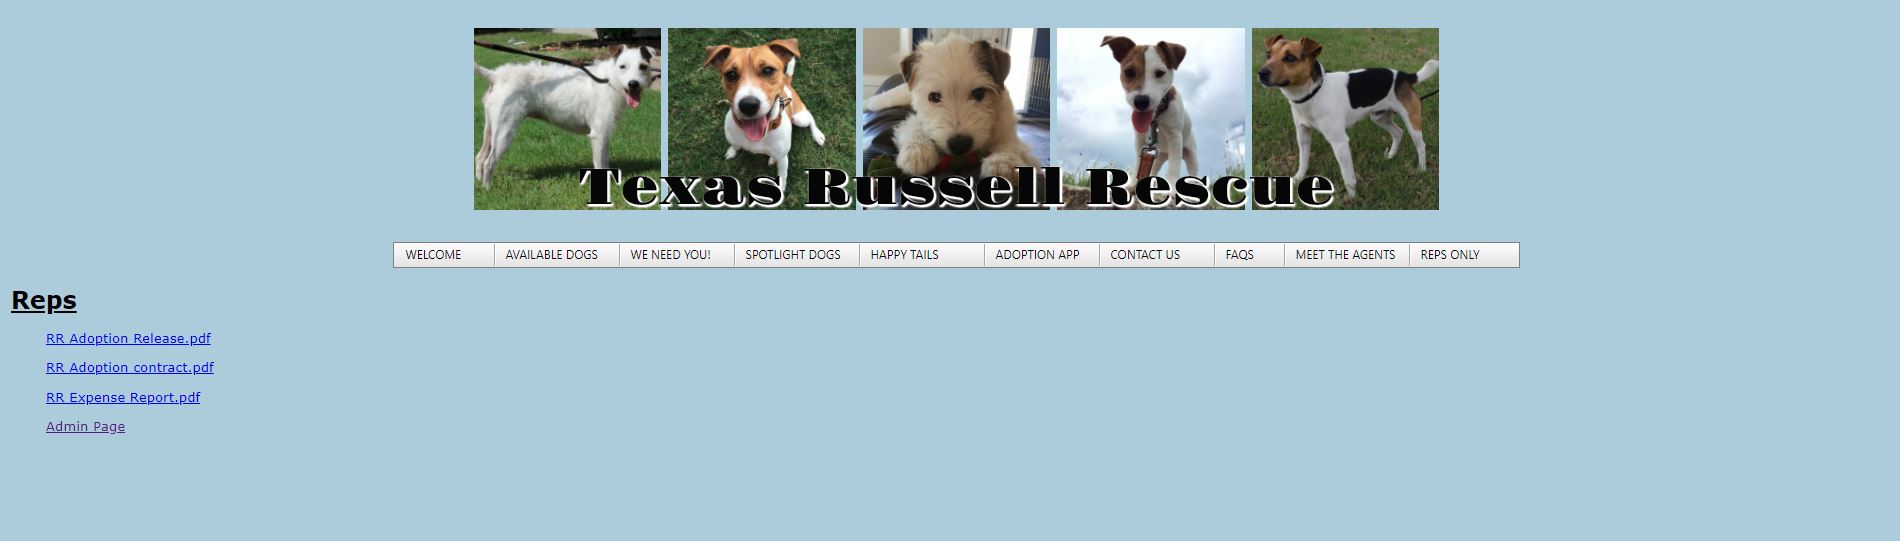 Texas Russell Rescue
WELCOME AVAILABLE DOGS WE NEED YOU! SPOTLIGHT DOGS HAPPY TAILS ADOPTION APP CONTACT US FAQS MEET THE AGENTS REPS ONLY
Reps
RR Adoption Release.pdf
RR Adoption contract.pdf
RR Expense Report.pdf
Admin Page